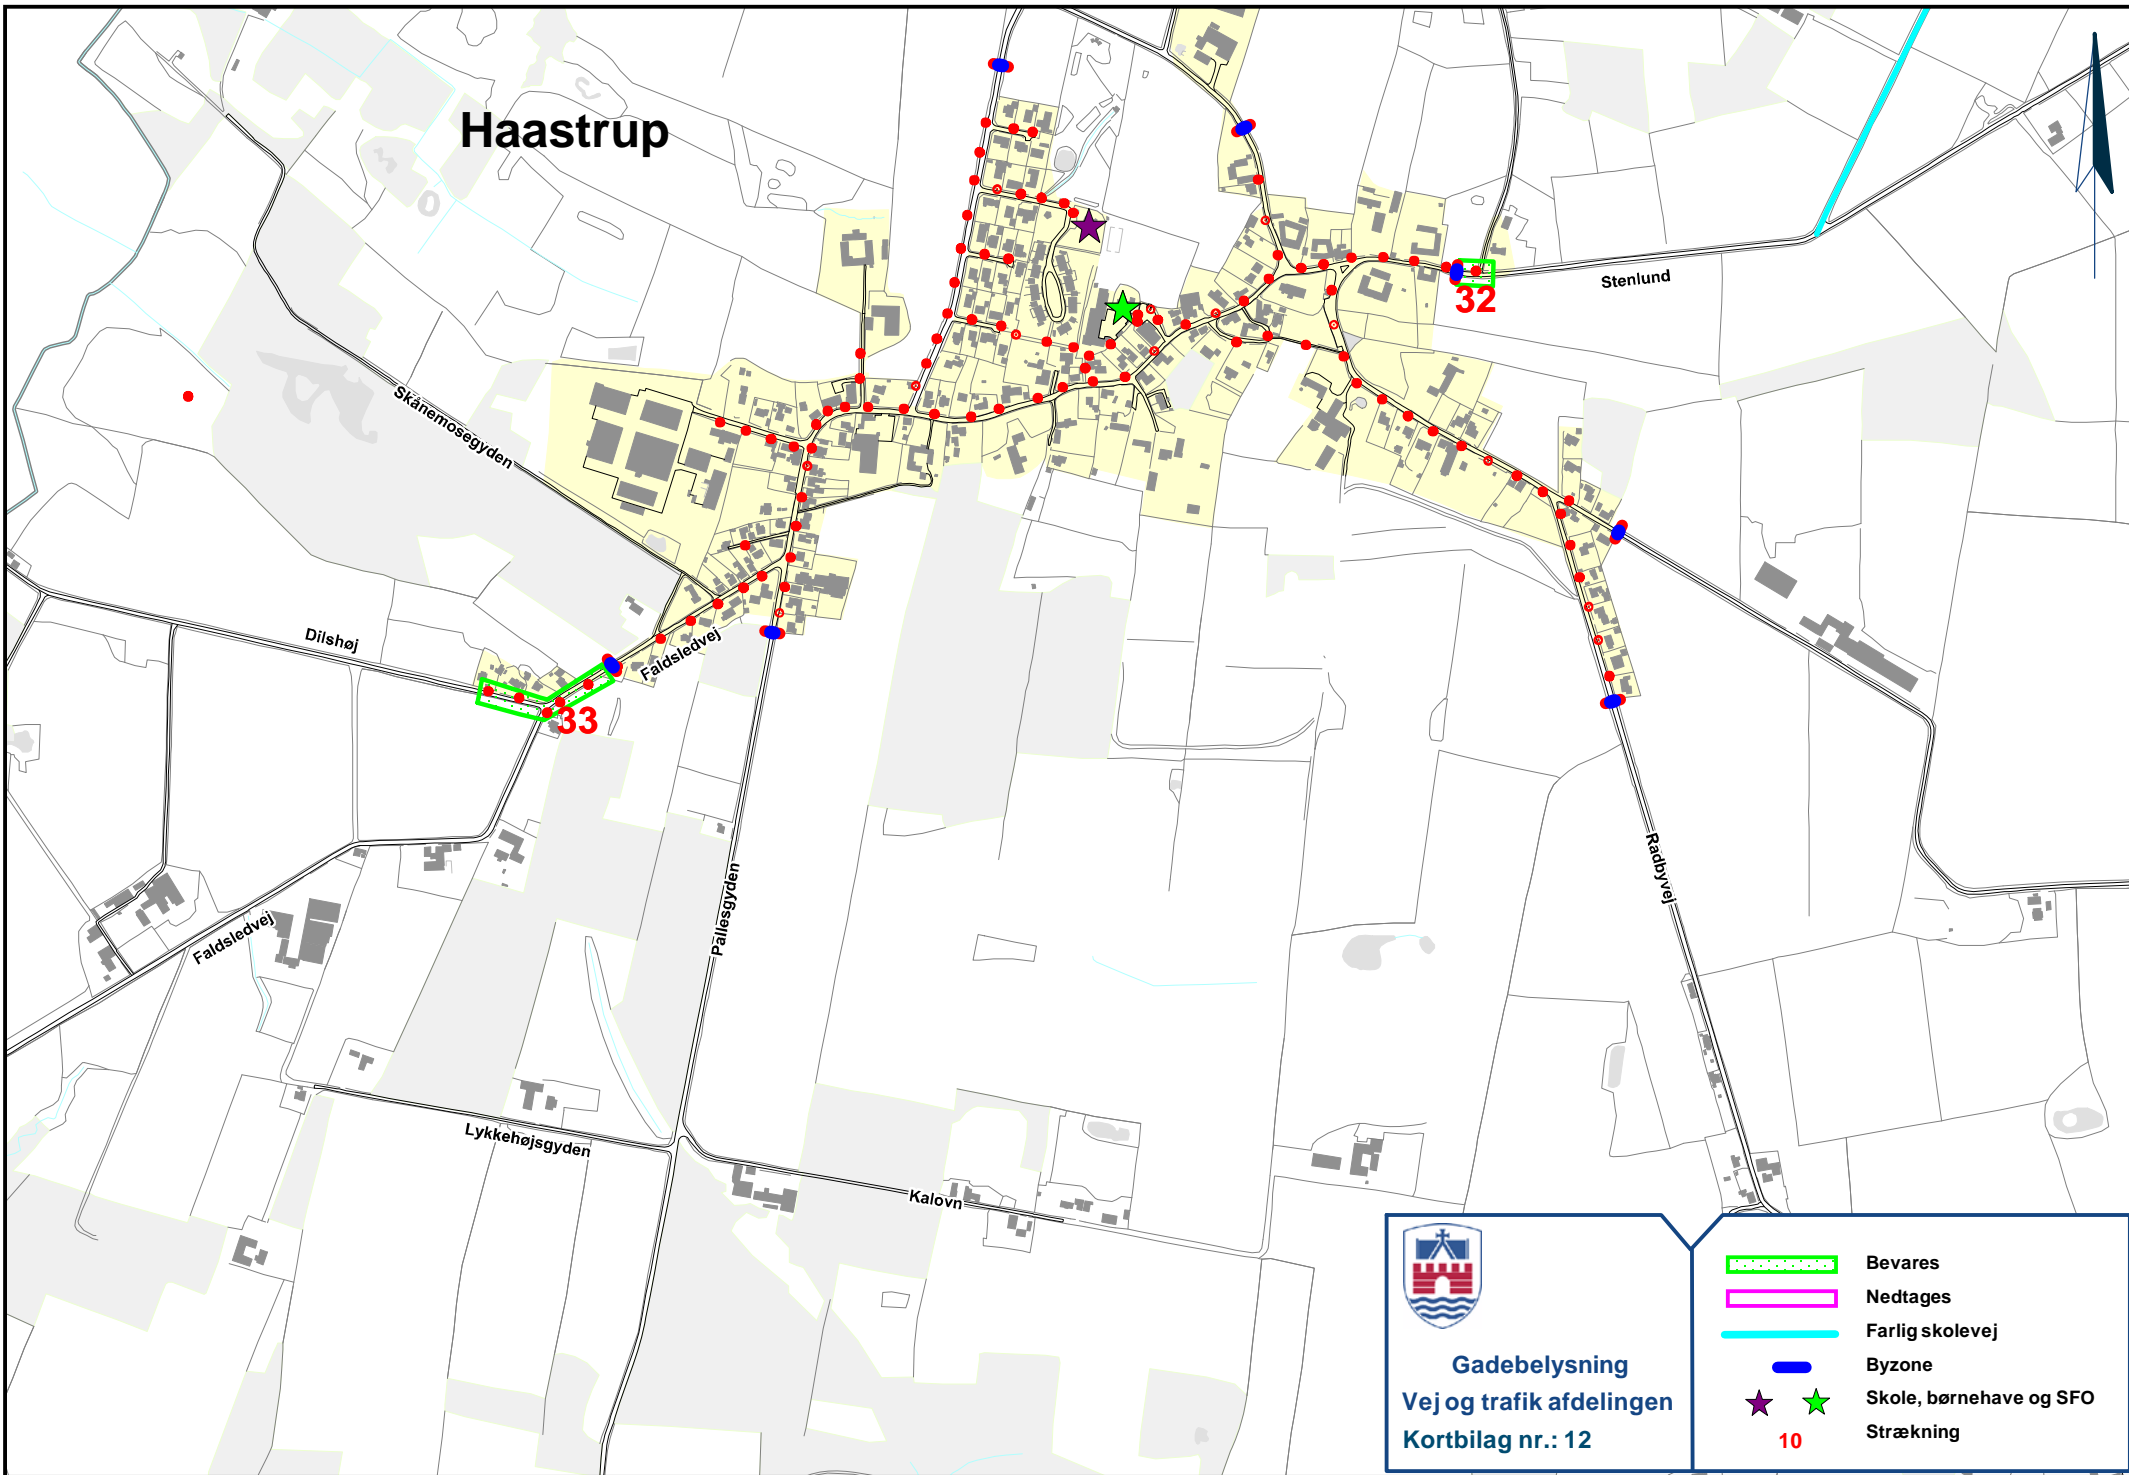 Haastrup
Stenlund
32
Skånemosegyden
Dilshøj
Faldsledvej
33
Pallesgyden
Radbyvej
Faldsledvej
Lykkehøjsgyden
Kalovn
Gadebelysning
Vej og trafik afdelingen
Kortbilag nr.: 12
Bevares
Nedtages
Farlig skolevej
Byzone
Skole, børnehave og SFO
10 Strækning